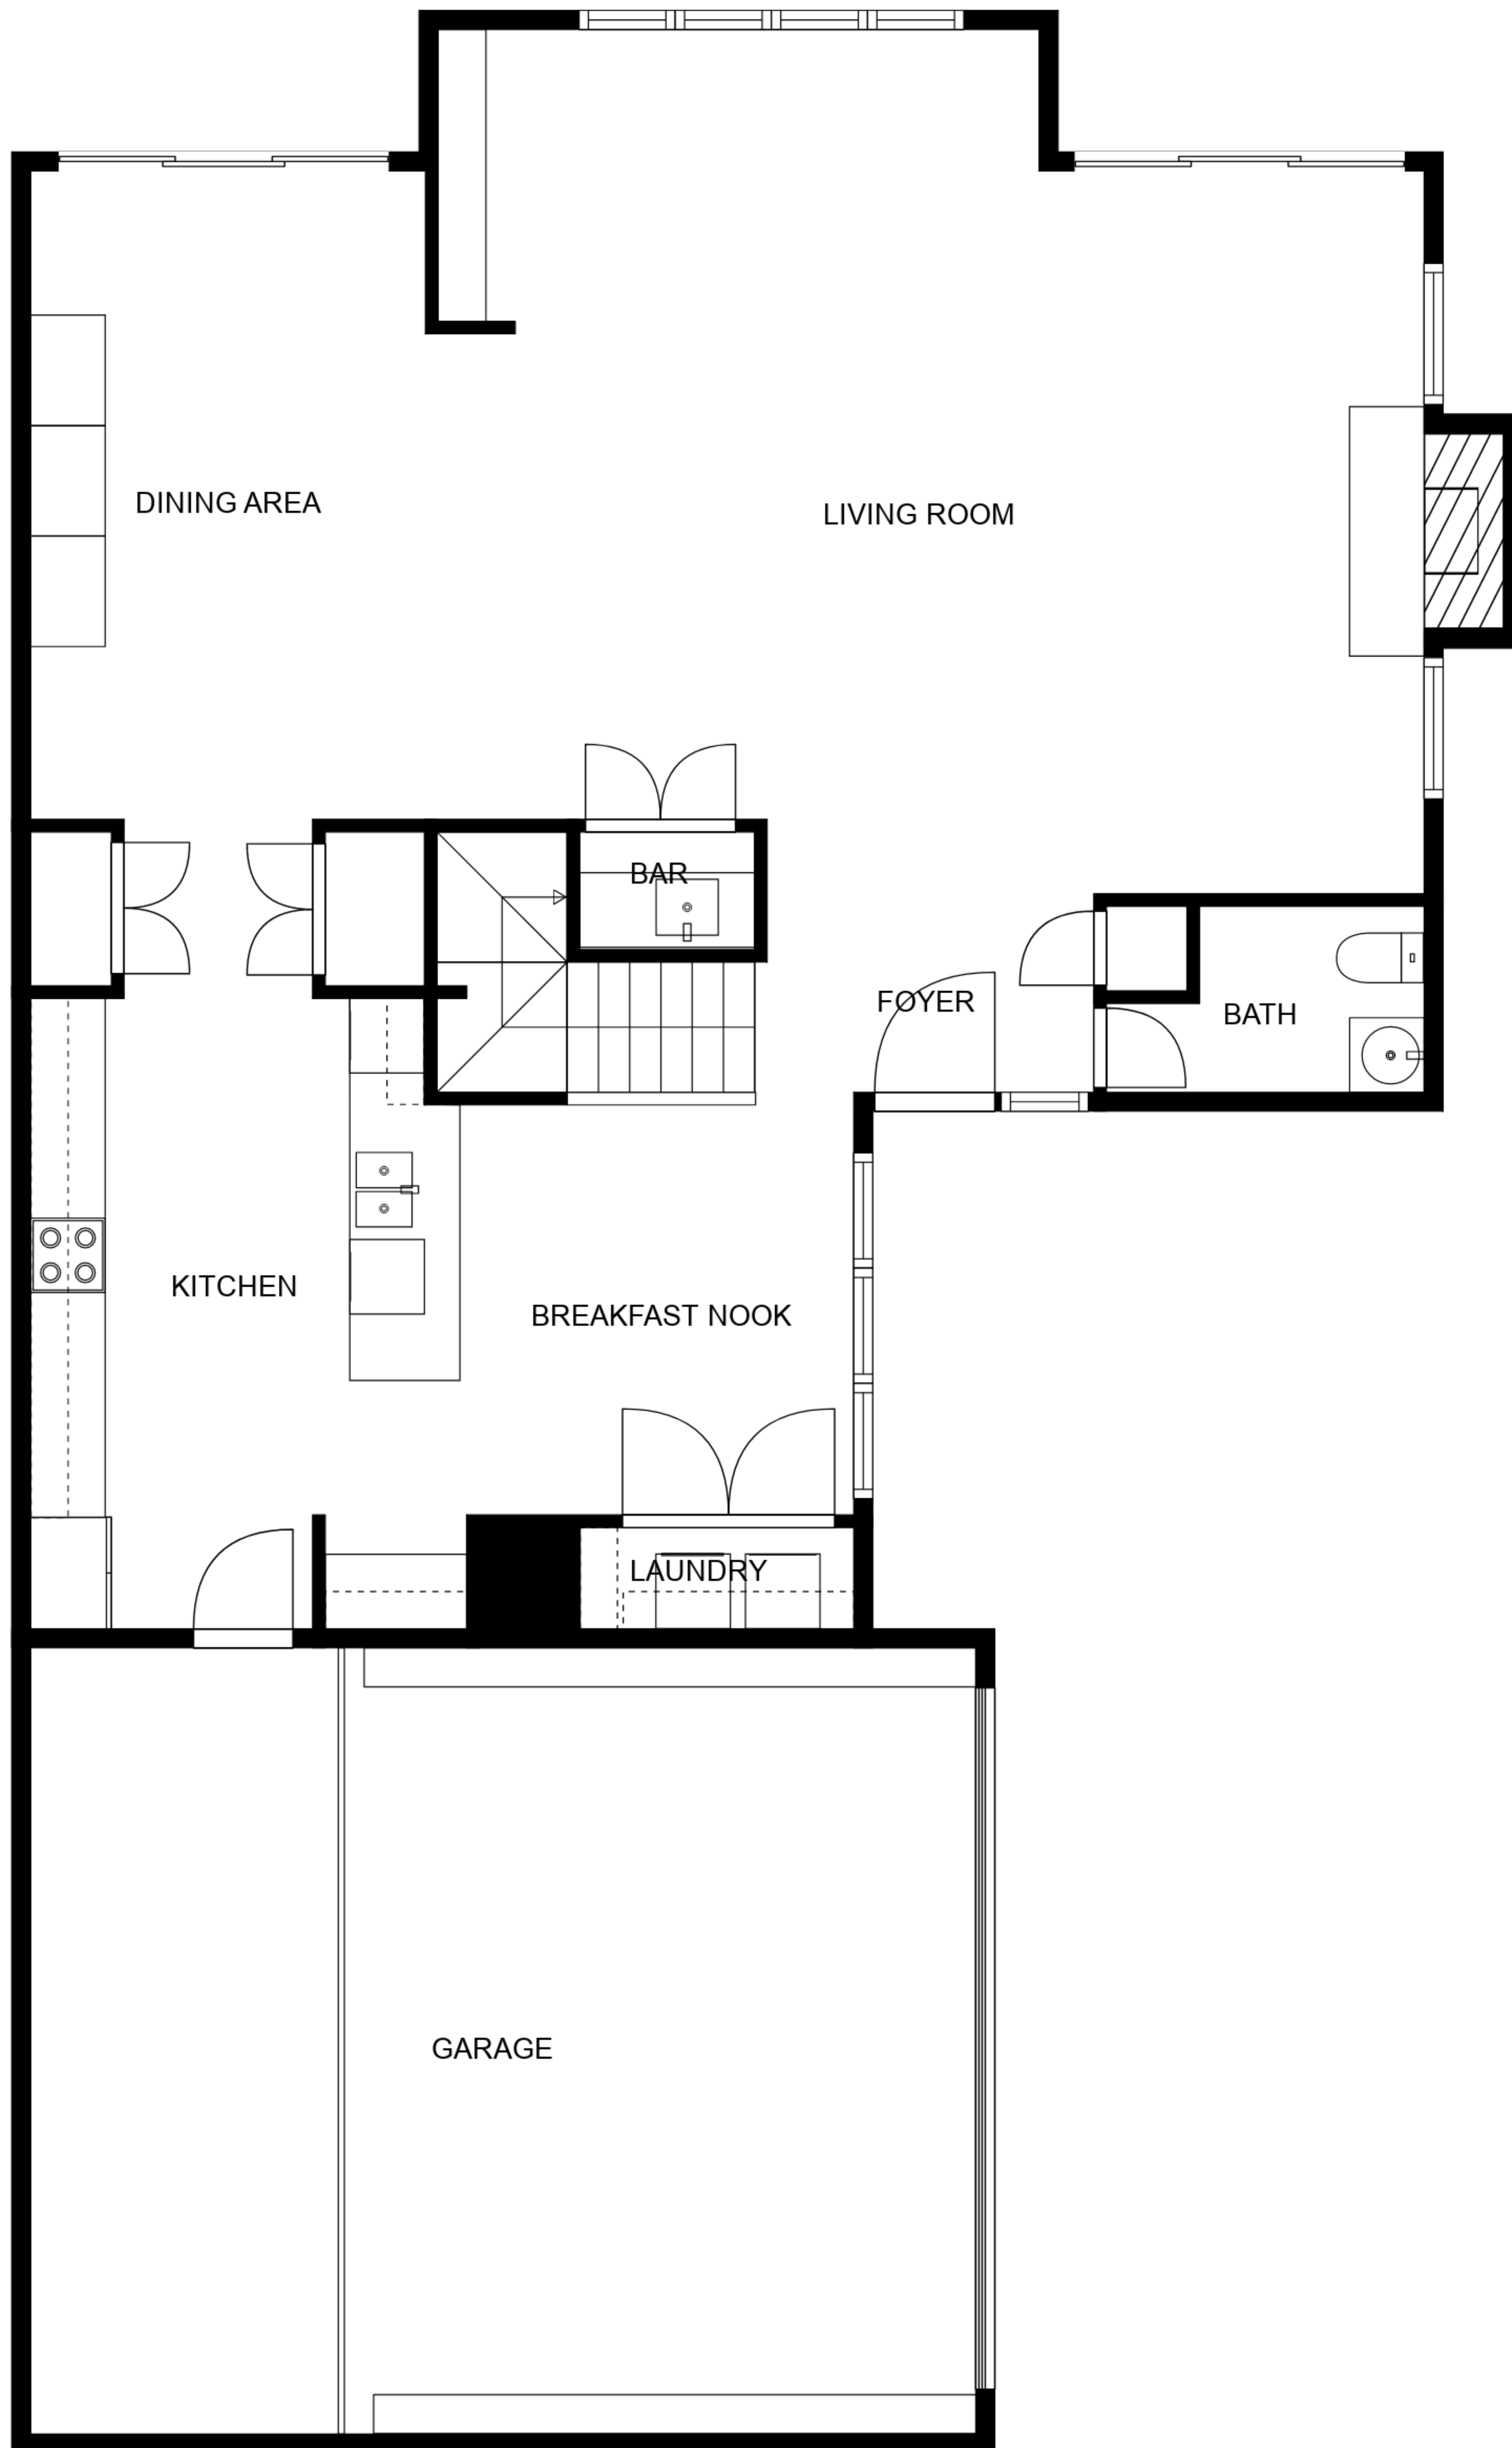 DINING AREA
LIVING ROOM
BAR
FOYER
BATH
KITCHEN
BREAKFAST NOOK
LAUNDRY
GARAGE